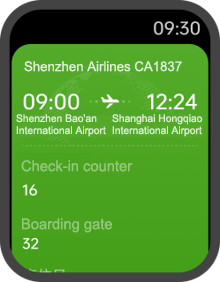 09:30
Shenzhen Airlines CA1837
09:00 12:24
Shenzhen Bao'an Shanghai Hongqiao
International Airport International Airport
Check-in counter
16
Boarding gate
32